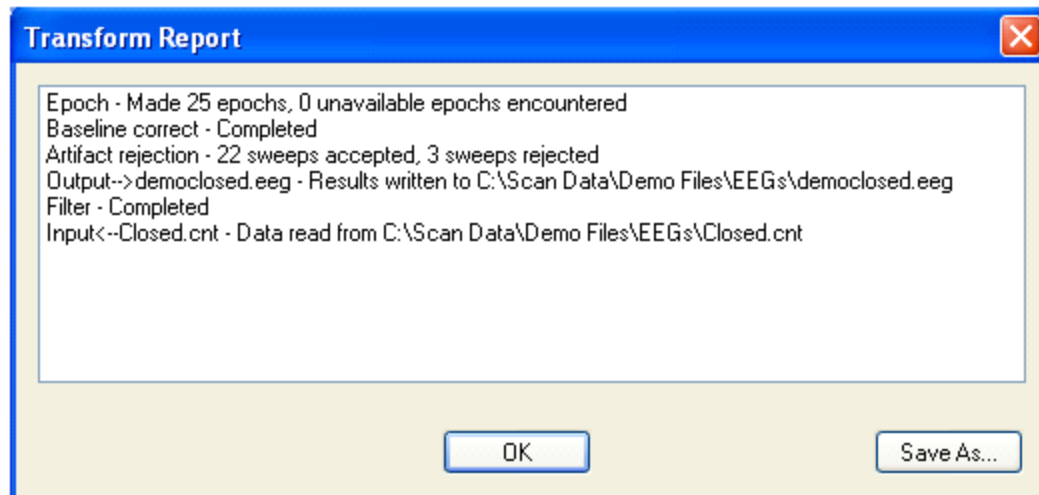 Transform Report
Epoch - Made 25 epochs, 0 unavailable epochs encountered
Baseline correct - Completed
Artifact rejection - 22 sweeps accepted, 3 sweeps rejected
Output-->democlosed.eeg - Results written to C:\Scan Data\Demo Files\EEGs\democlosed.eeg
Filter - Completed
Input<--Closed.cnt - Data read from C:\Scan Data\Demo Files\EEGs\Closed.cnt
OK
Save As...